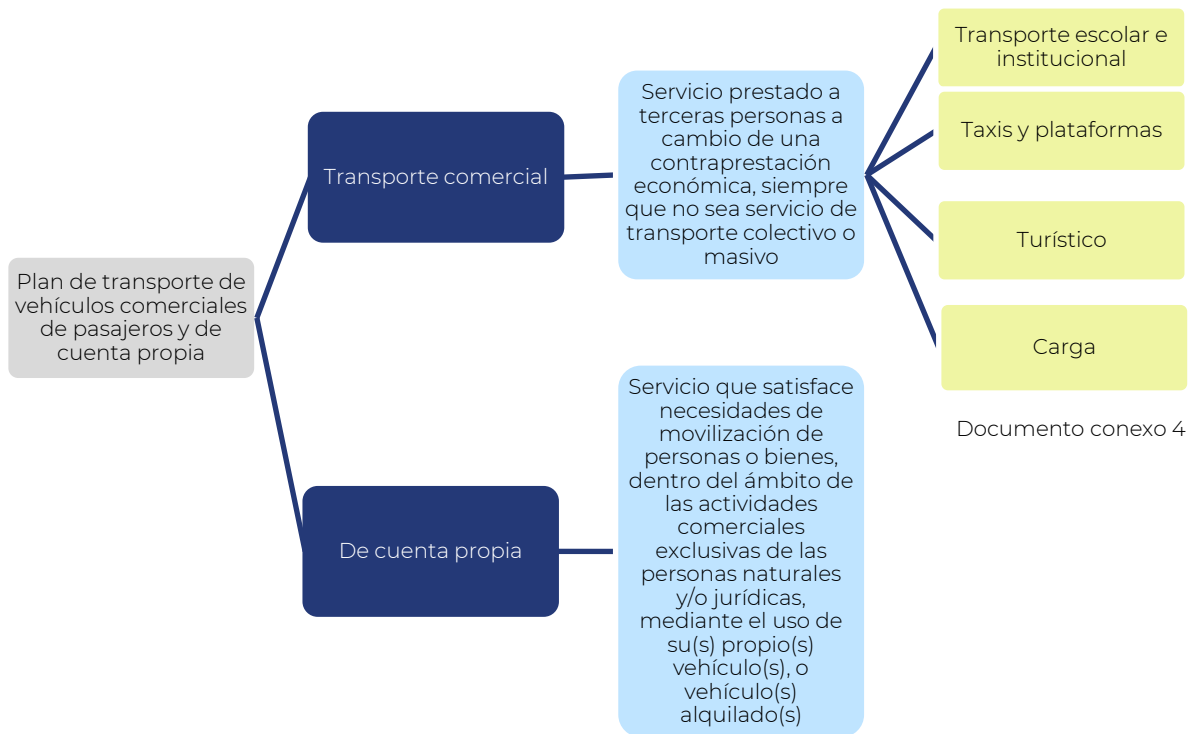 Plan de transporte de
vehículos comerciales
de pasajeros y de
cuenta propia
Transporte comercial
Servicio prestado a
terceras personas a
cambio de una
contraprestación
económica, siempre
que no sea servicio de
transporte colectivo o
masivo
Transporte escolar e
institucional
Taxis y plataformas
Turístico
Carga
Documento conexo 4
De cuenta propia
Servicio que satisface
necesidades de
movilización de
personas o bienes,
dentro del ámbito de
las actividades
comerciales
exclusivas de las
personas naturales
y/o jurídicas,
mediante el uso de
su(s) propio(s)
vehículo(s), o
vehículo(s)
alquilado(s)